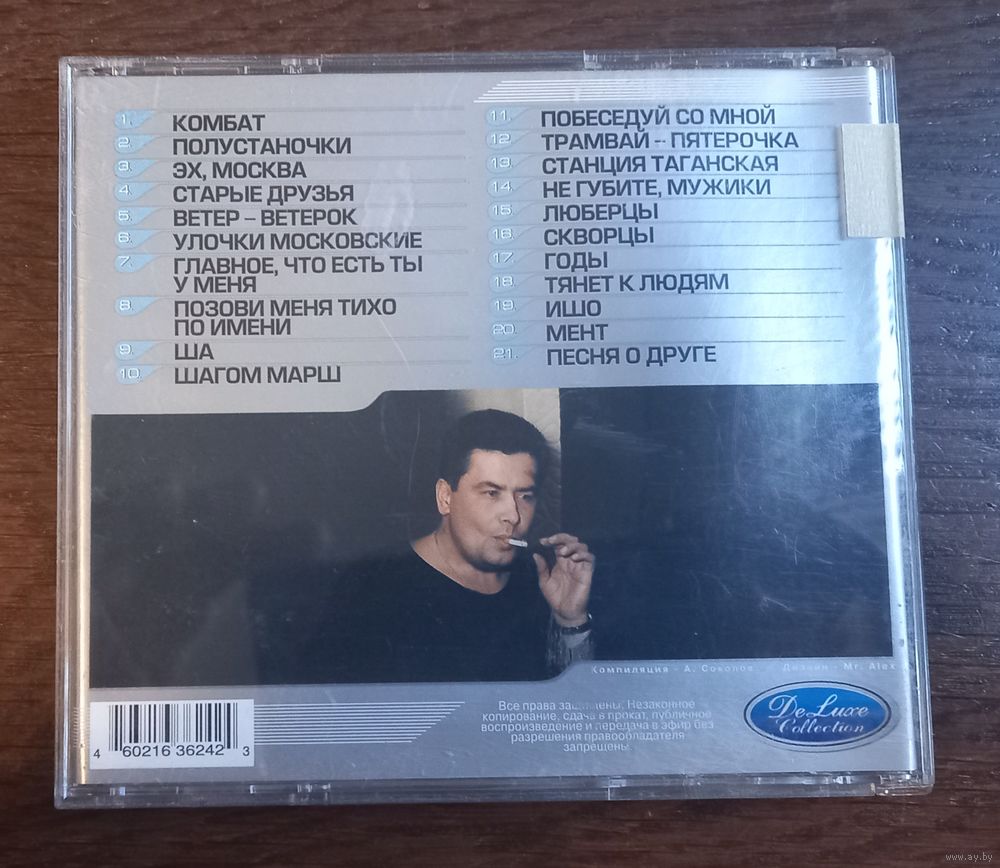 1. КОМБАТ
2. ПОЛУСТАНОЧКИ
3. ЭХ, МОСКВА
4. СТАРЫЕ ДРУЗЬЯ
5. ВЕТЕР – ВЕТЕРОК
6. УЛОЧКИ МОСКОВСКИЕ
7. ГЛАВНОЕ, ЧТО ЕСТЬ ТЫ
У МЕНЯ
8. ПОЗОВИ МЕНЯ ТИХО
ПО ИМЕНИ
9. ША
10. ШАГОМ МАРШ
11. ПОБЕСЕДУЙ СО МНОЙ
12. ТРАМВАЙ – ПЯТЕРОЧКА
13. СТАНЦИЯ ТАГАНСКАЯ
14. НЕ ГУБИТЕ, МУЖИКИ
15. ЛЮБЕРЦЫ
16. СКВОРЦЫ
17. ГОДЫ
18. ТЯНЕТ К ЛЮДЯМ
19. ИШО
20. МЕНТ
21. ПЕСНЯ О ДРУГЕ
Компиляция - А. Соколов Дизайн - Mr. Alex
Все права защищены. Незаконное
копирование, сдача в прокат, публичное
воспроизведение и передача в эфир без
разрешения правообладателя
запрещены.
De Luxe
Collection
4 60216 36242 3
www.ay.by